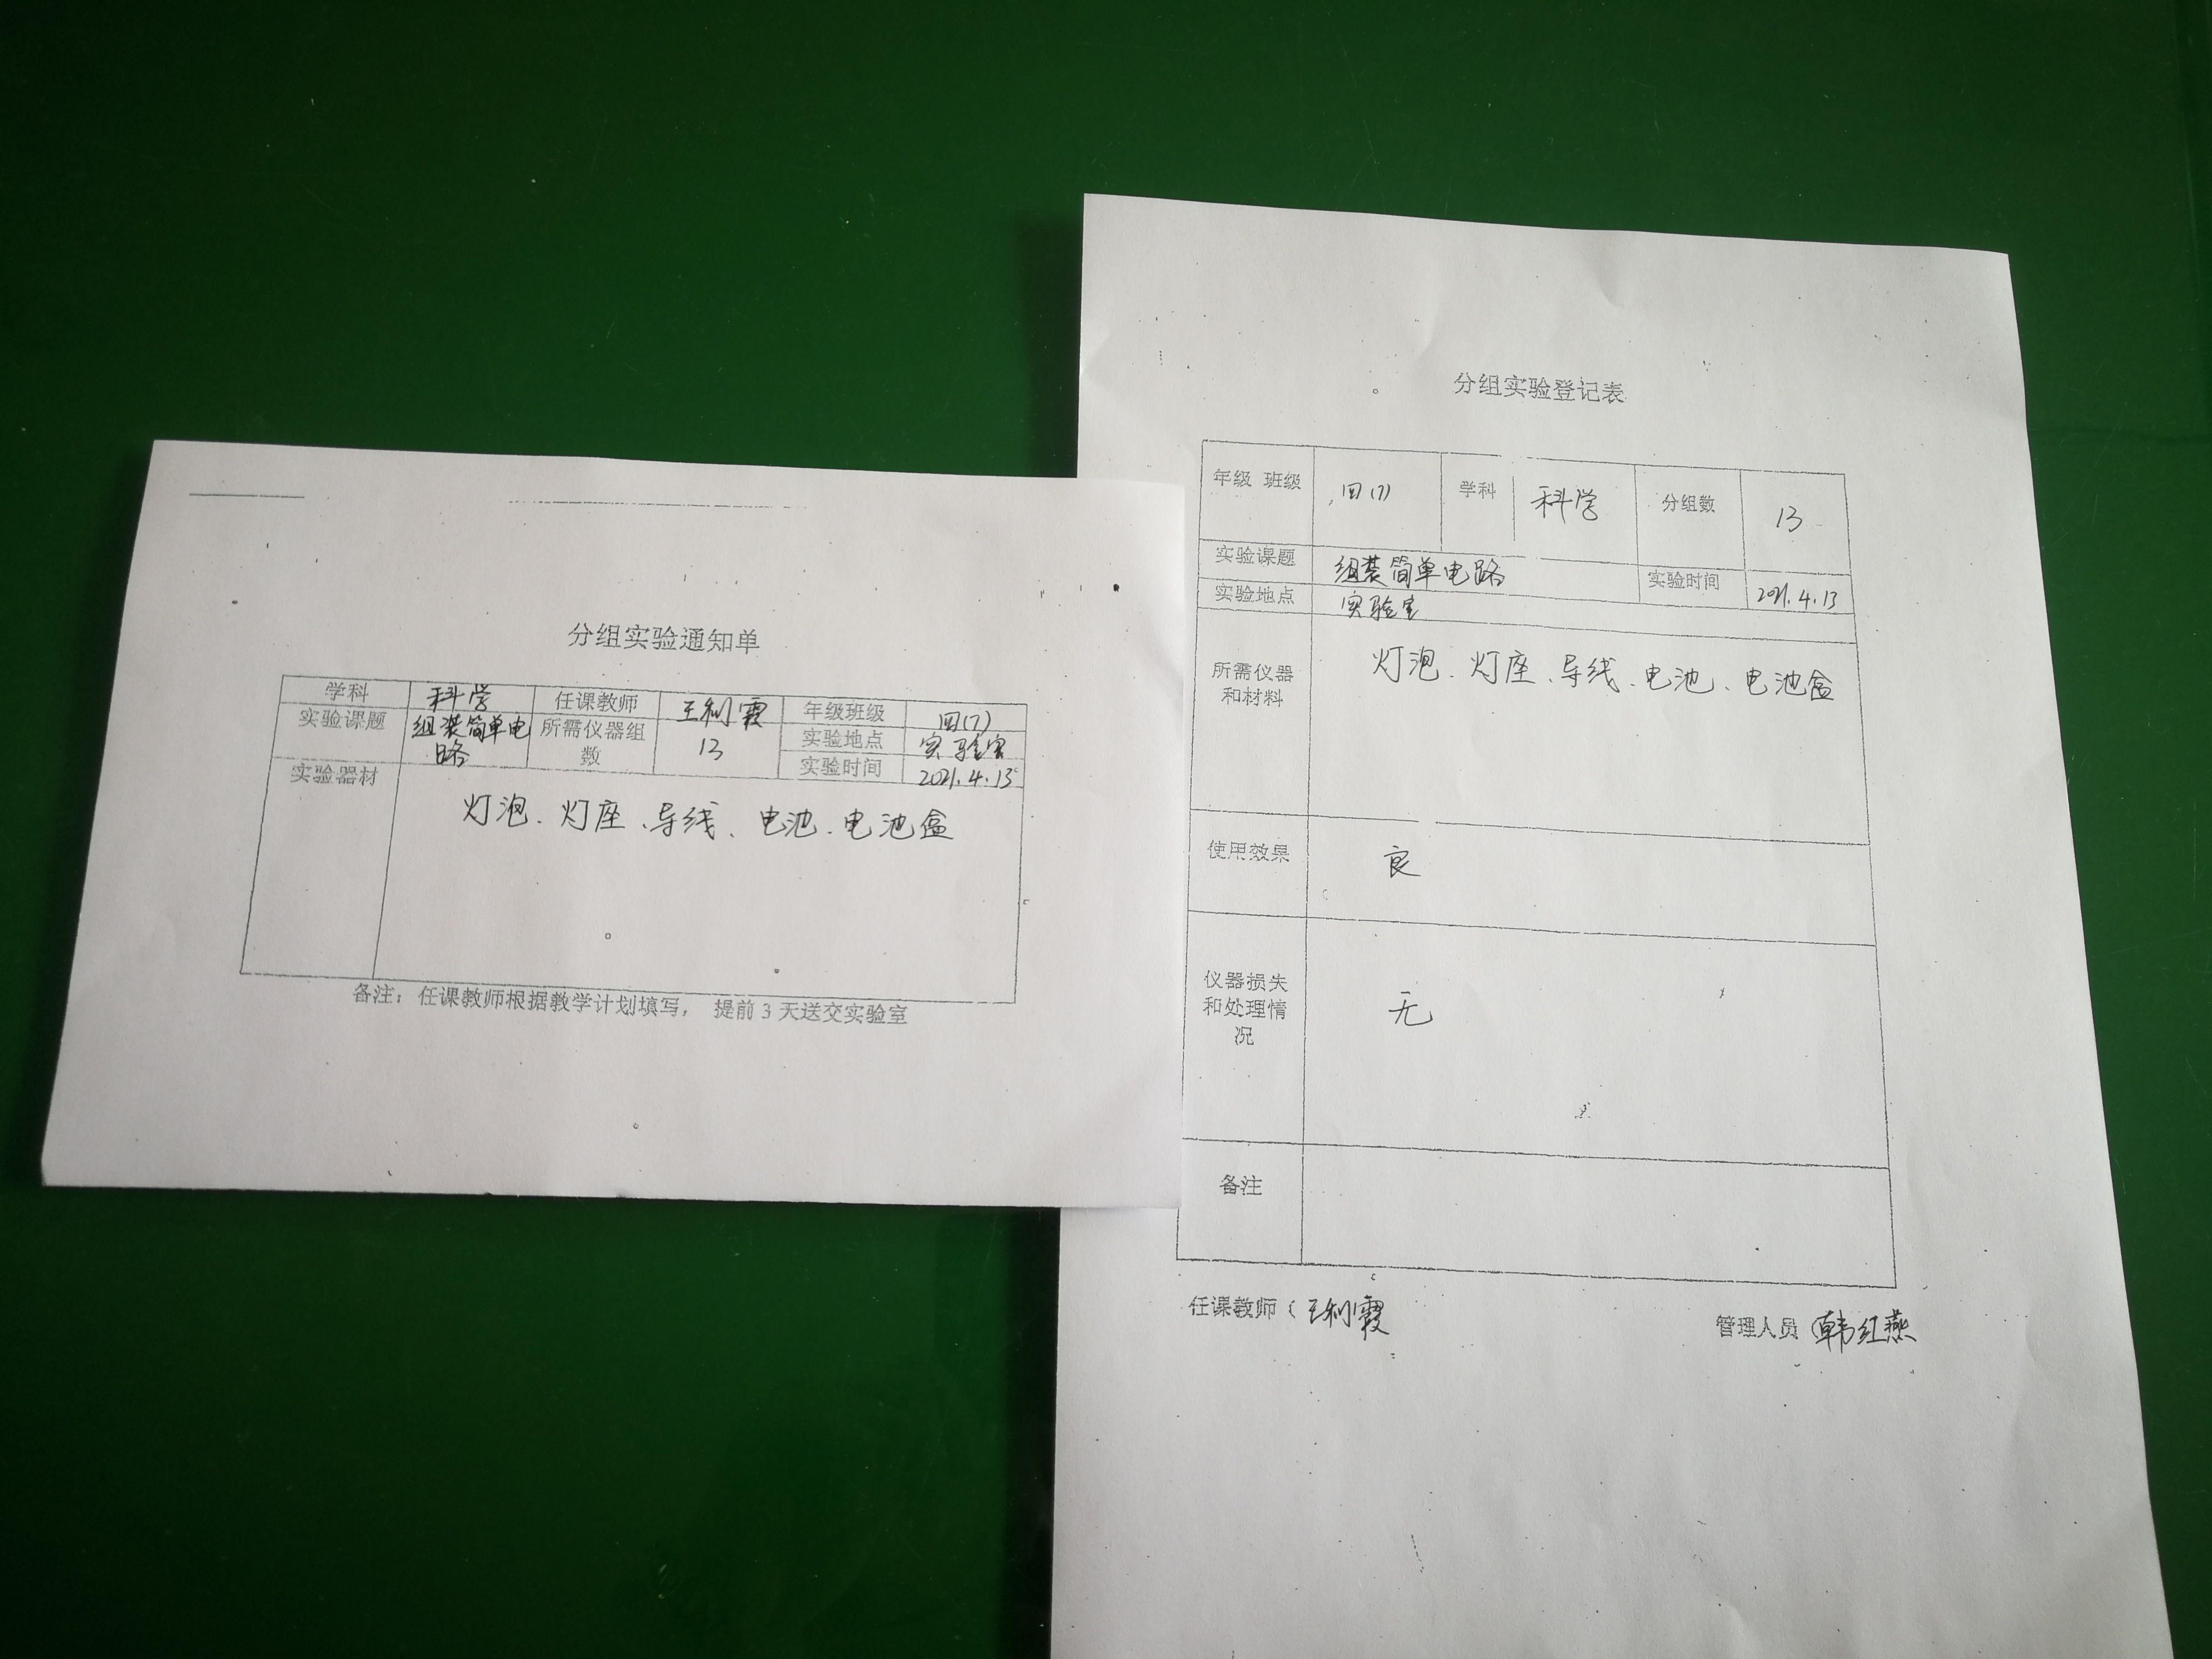 分组实验通知单
学科 科学 任课教师 王利霞 年级班级 四(7)
实验课题 组装简单电路 所需仪器组数 13 实验地点 实验室
实验时间 2021.4.13
实验器材 灯泡、灯座、导线、电池、电池盒
备注：任课教师根据教学计划填写， 提前 3 天送交实验室
分组实验登记表
年级 班级 四(7) 学科 科学 分组数 13
实验课题 组装简单电路 实验时间 2021.4.13
实验地点 实验室
所需仪器和材料 灯泡、灯座、导线、电池、电池盒
使用效果 良
仪器损失和处理情况 无
备注
任课教师（王利霞
管理人员（韩红燕